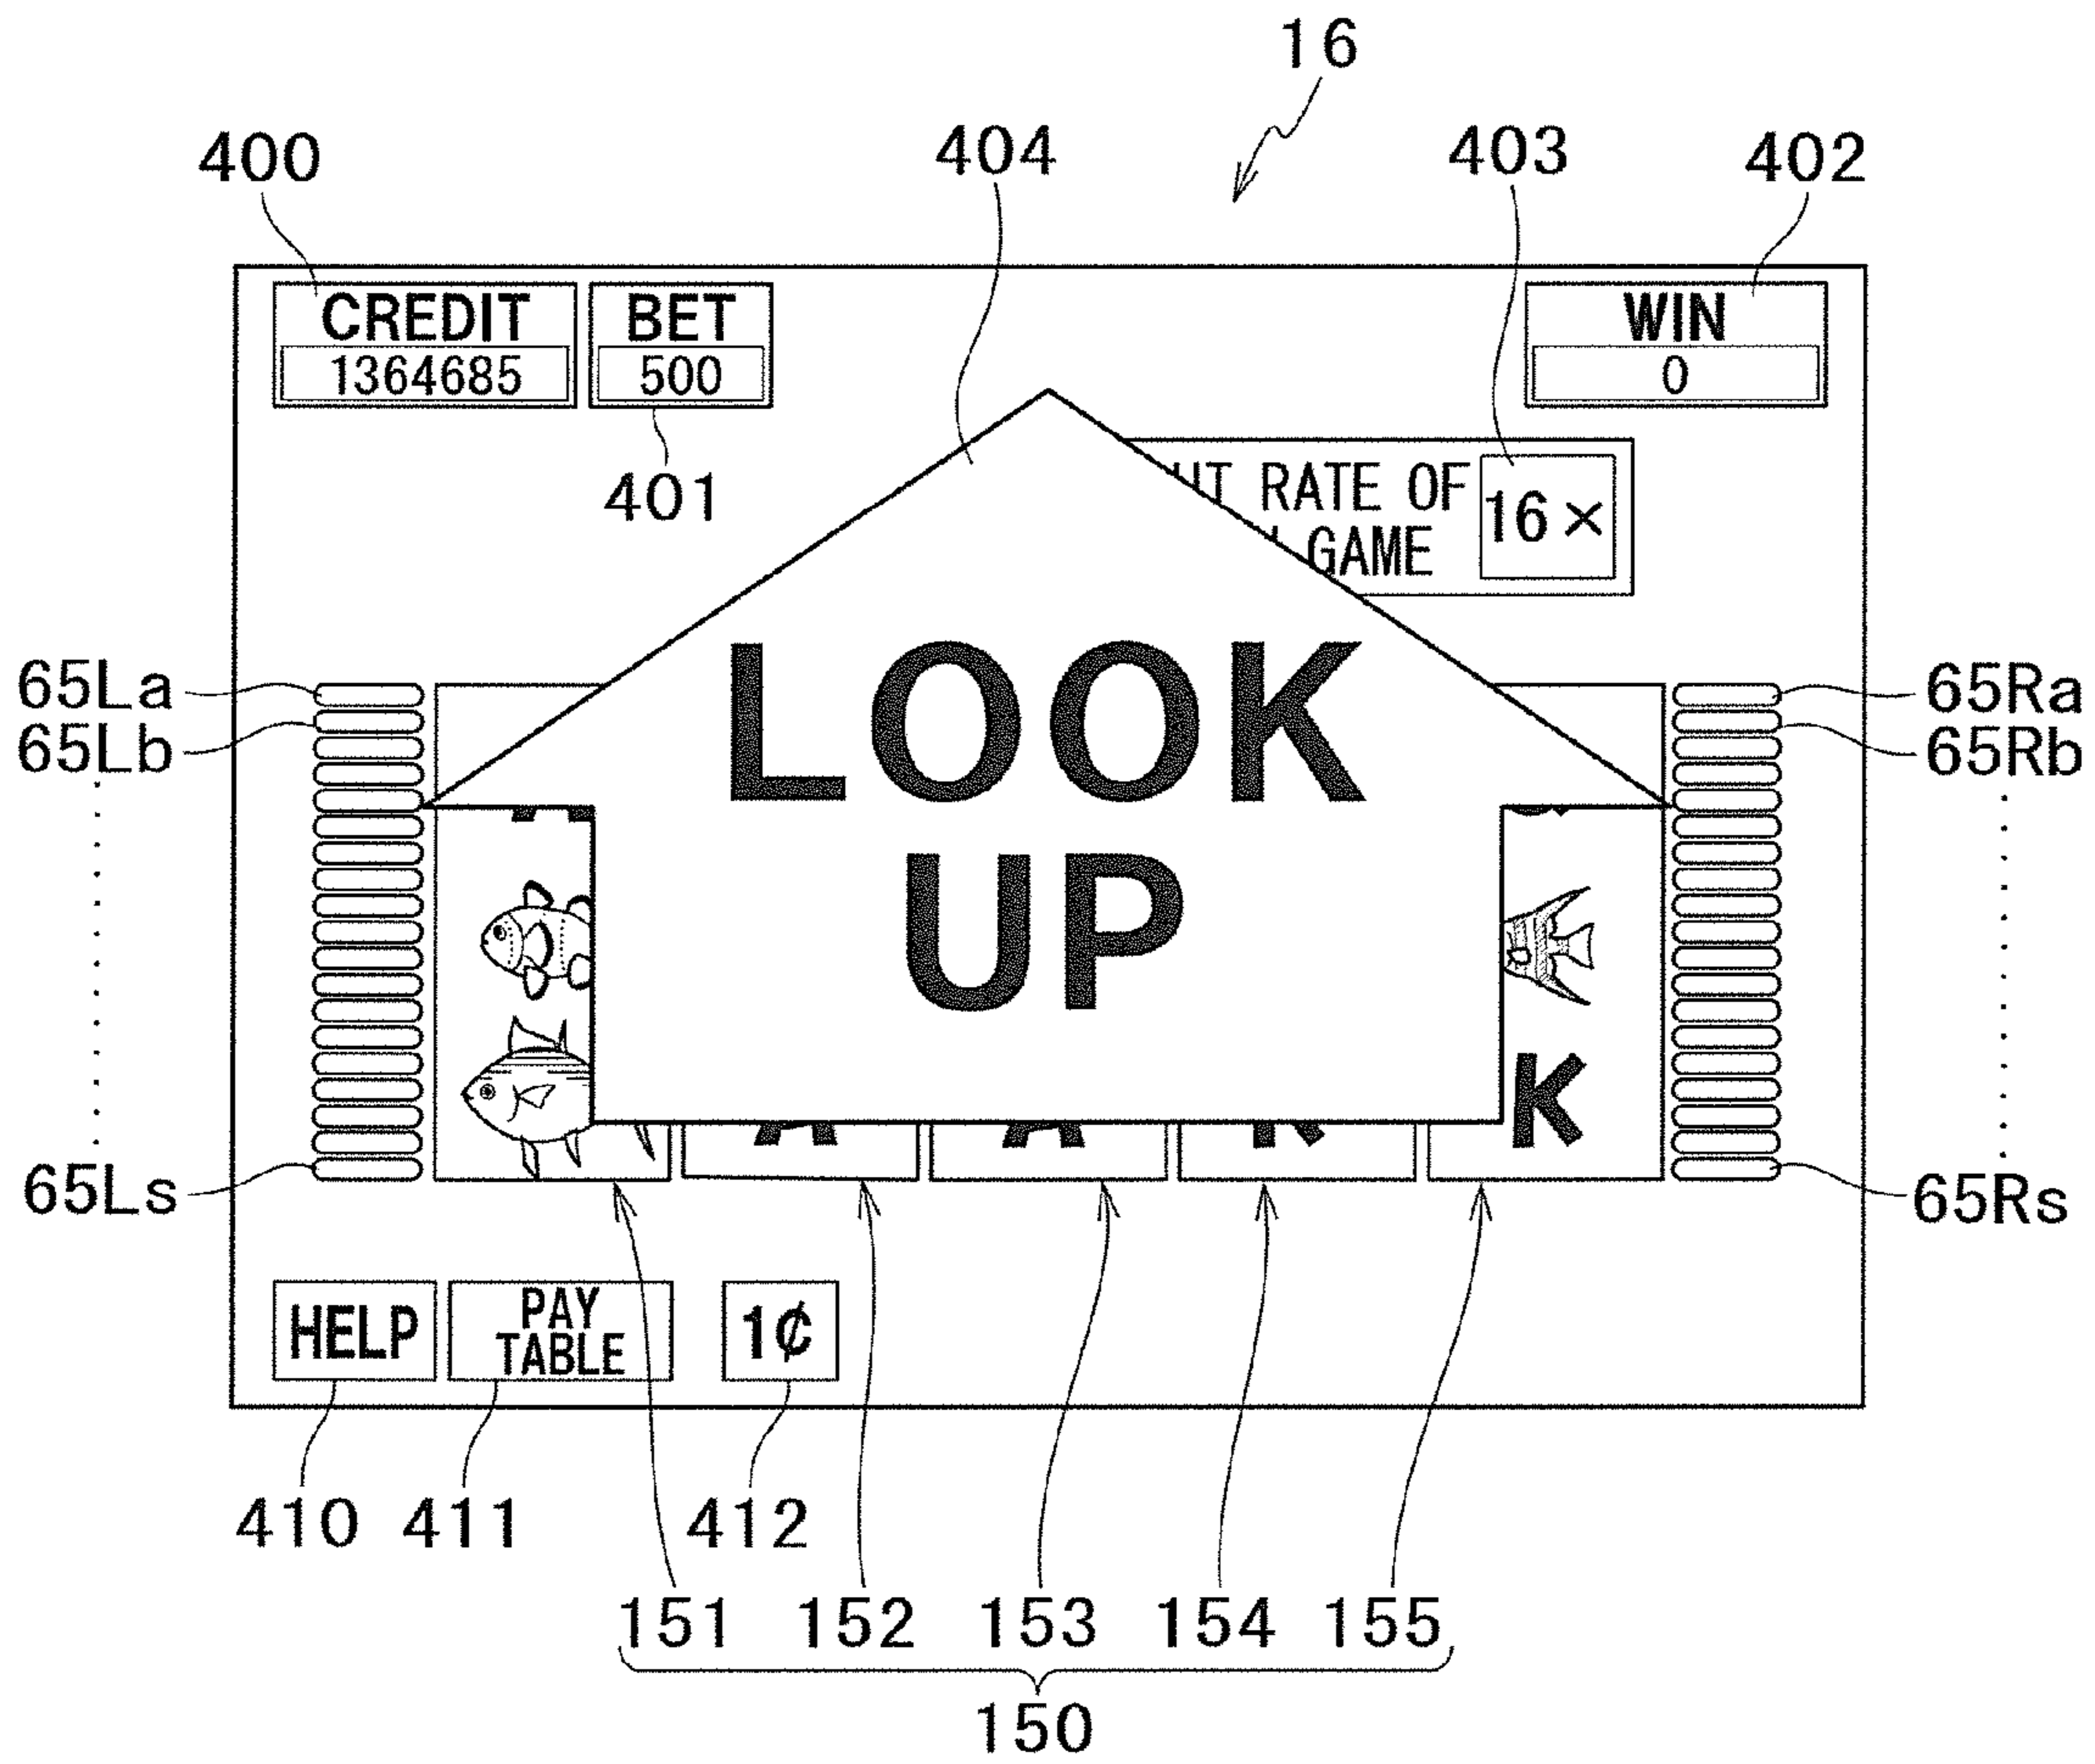 16
400
404
403
402
CREDIT
BET
WIN
1364685
500
0
401
RATE OF
GAME
16×
LOOK
UP
65La
65Lb
65Ra
65Rb
K
65Ls
65Rs
HELP
PAY
TABLE
1¢
410
411
412
151
152
153
154
155
150